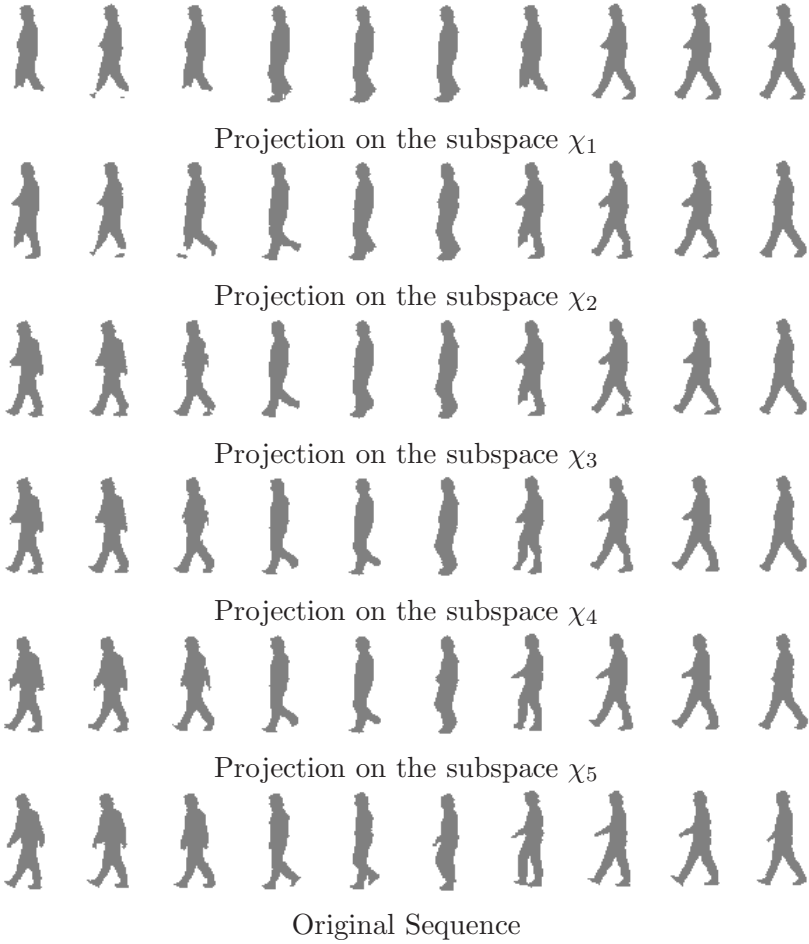 Projection on the subspace χ₁
Projection on the subspace χ₂
Projection on the subspace χ₃
Projection on the subspace χ₄
Projection on the subspace χ₅
Original Sequence